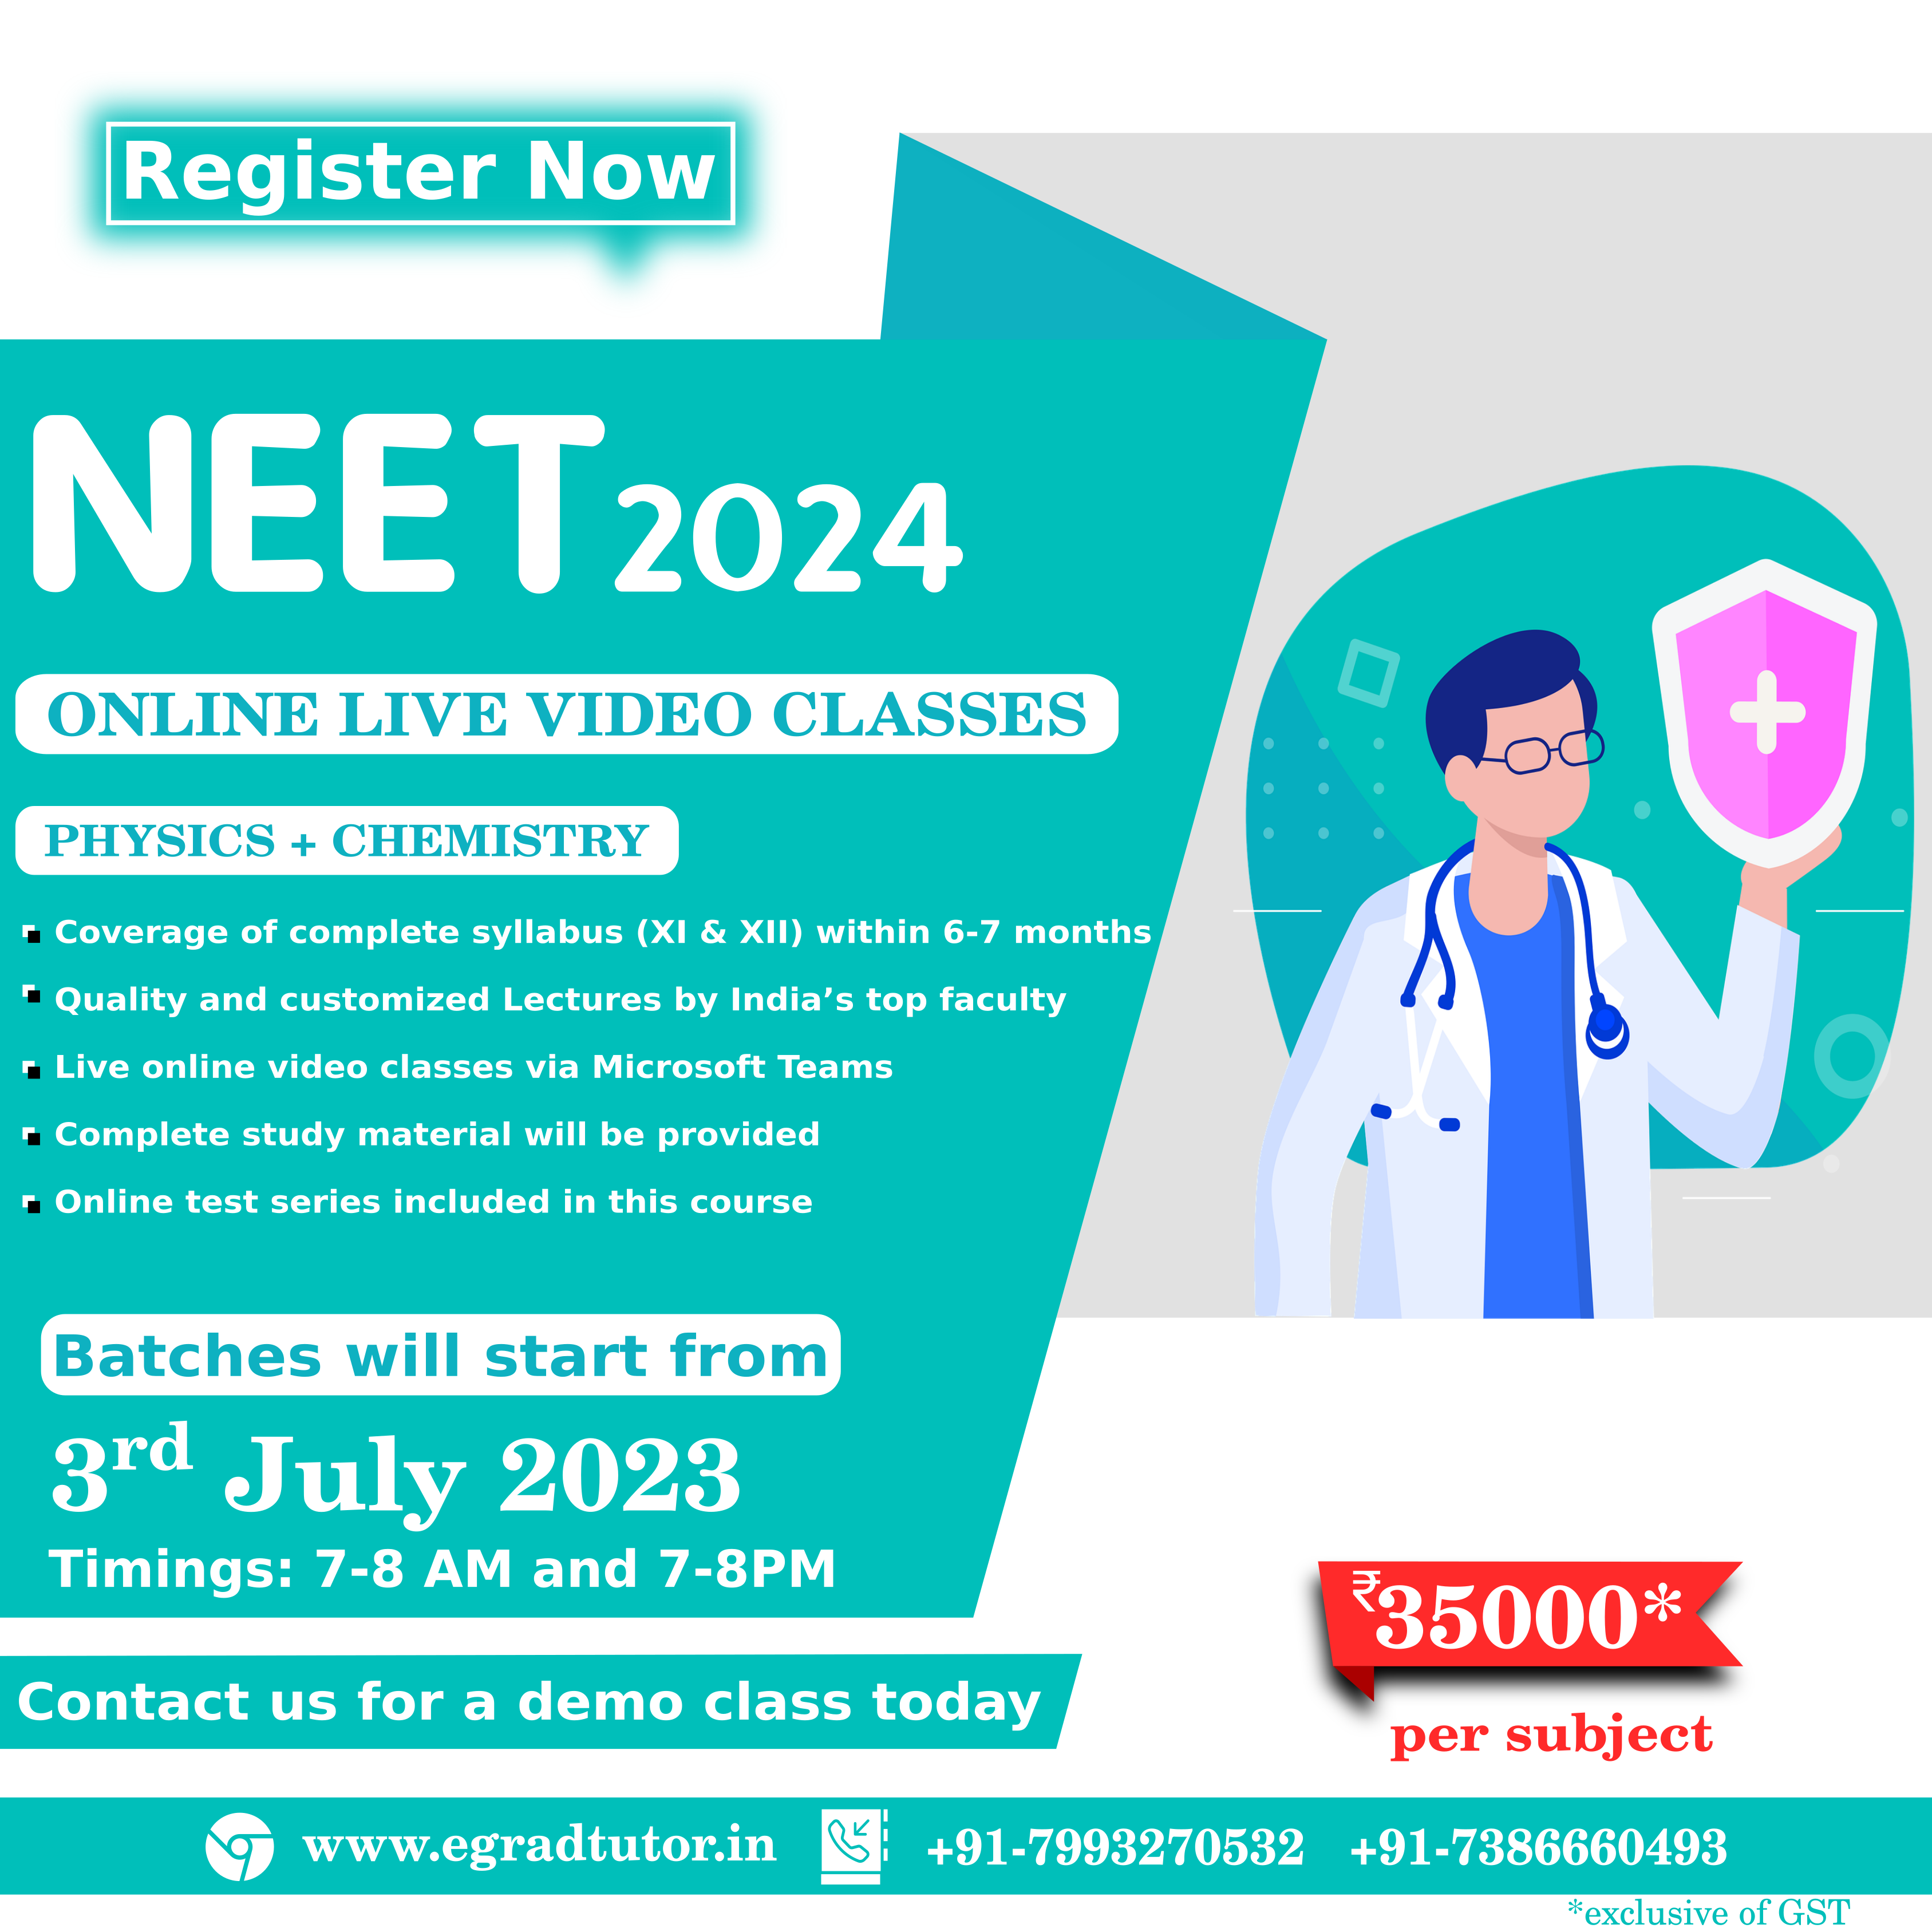 Register Now
NEET 2024
ONLINE LIVE VIDEO CLASSES
PHYSICS + CHEMISTRY
Coverage of complete syllabus (XI & XII) within 6-7 months
Quality and customized Lectures by India’s top faculty
Live online video classes via Microsoft Teams
Complete study material will be provided
Online test series included in this course
Batches will start from
3rd July 2023
Timings: 7-8 AM and 7-8PM
₹35000*
per subject
Contact us for a demo class today
www.egradtutor.in +91-7993270532 +91-7386660493
*exclusive of GST